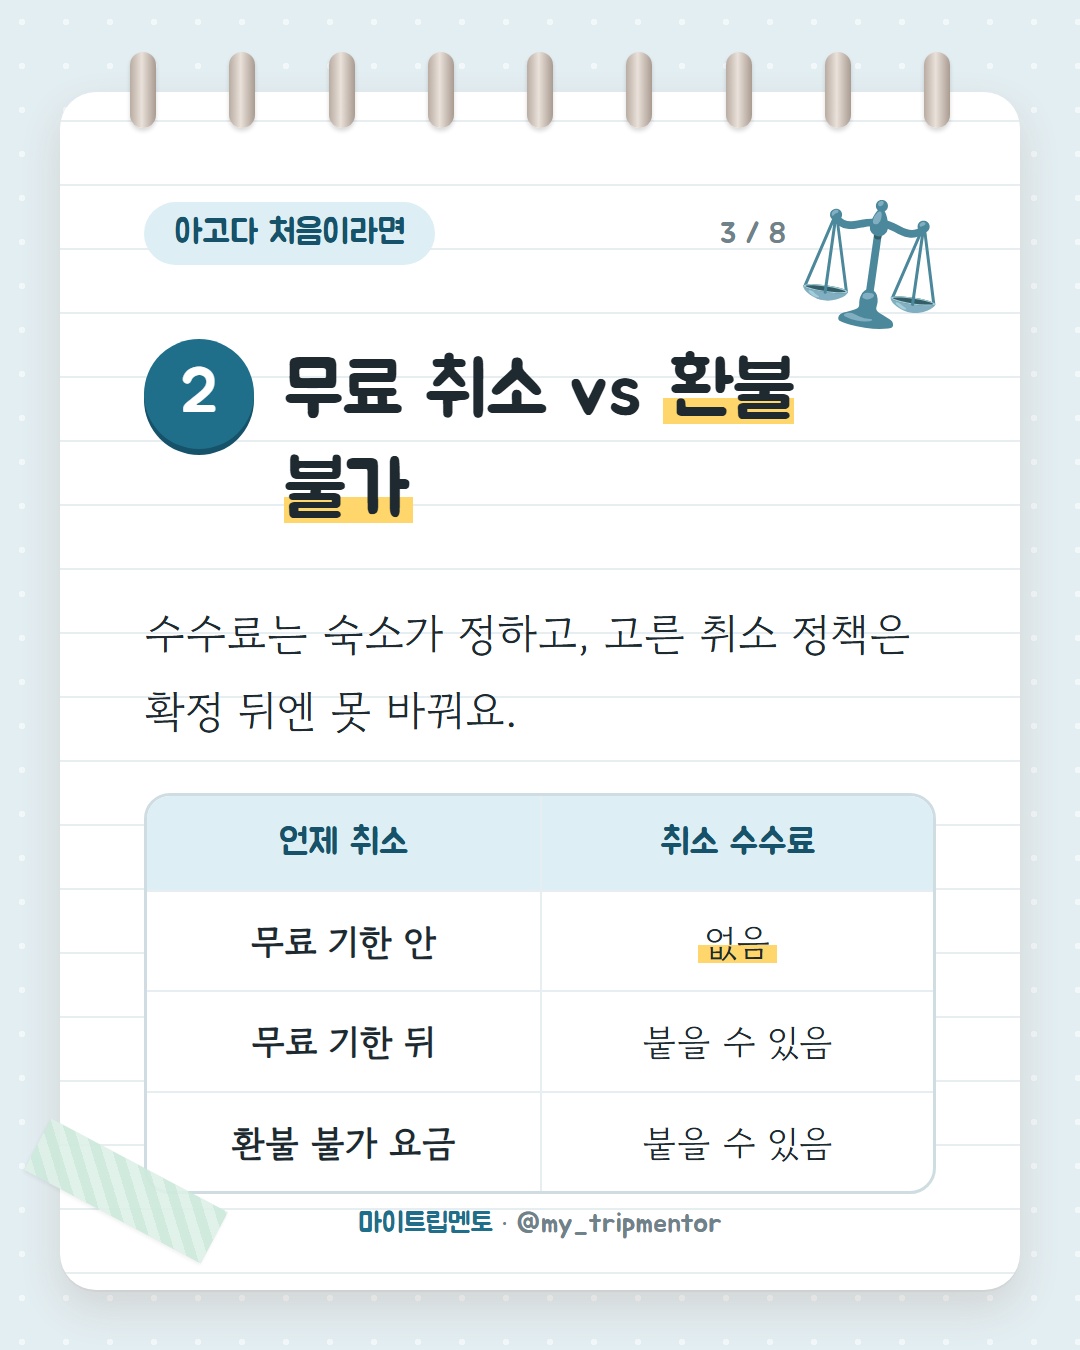 아고다 처음이라면
3 / 8
2
무료 취소 vs 환불
불가
수수료는 숙소가 정하고, 고른 취소 정책은
확정 뒤엔 못 바꿔요.
언제 취소 취소 수수료
무료 기한 안 없음
무료 기한 뒤 붙을 수 있음
환불 불가 요금 붙을 수 있음
마이트립멘토 · @my_tripmentor